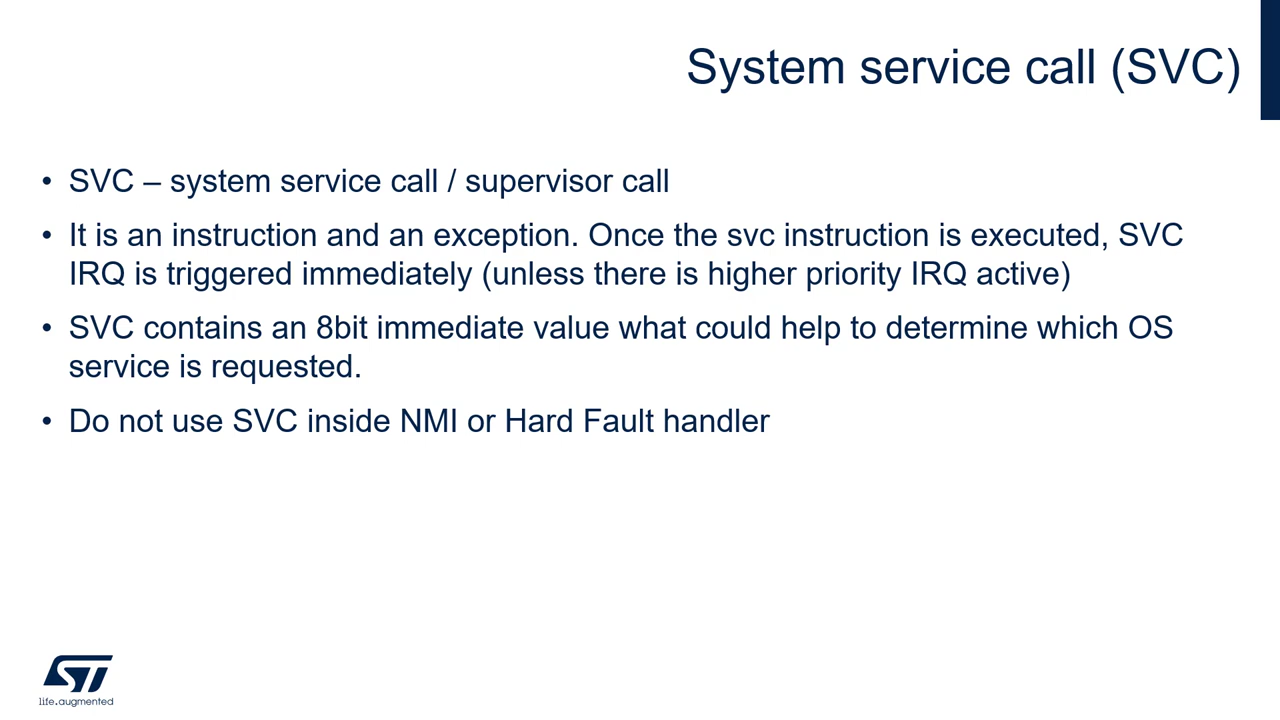 System service call (SVC)
• SVC – system service call / supervisor call
• It is an instruction and an exception. Once the svc instruction is executed, SVC
IRQ is triggered immediately (unless there is higher priority IRQ active)
• SVC contains an 8bit immediate value what could help to determine which OS
service is requested.
• Do not use SVC inside NMI or Hard Fault handler
ST
life.augmented